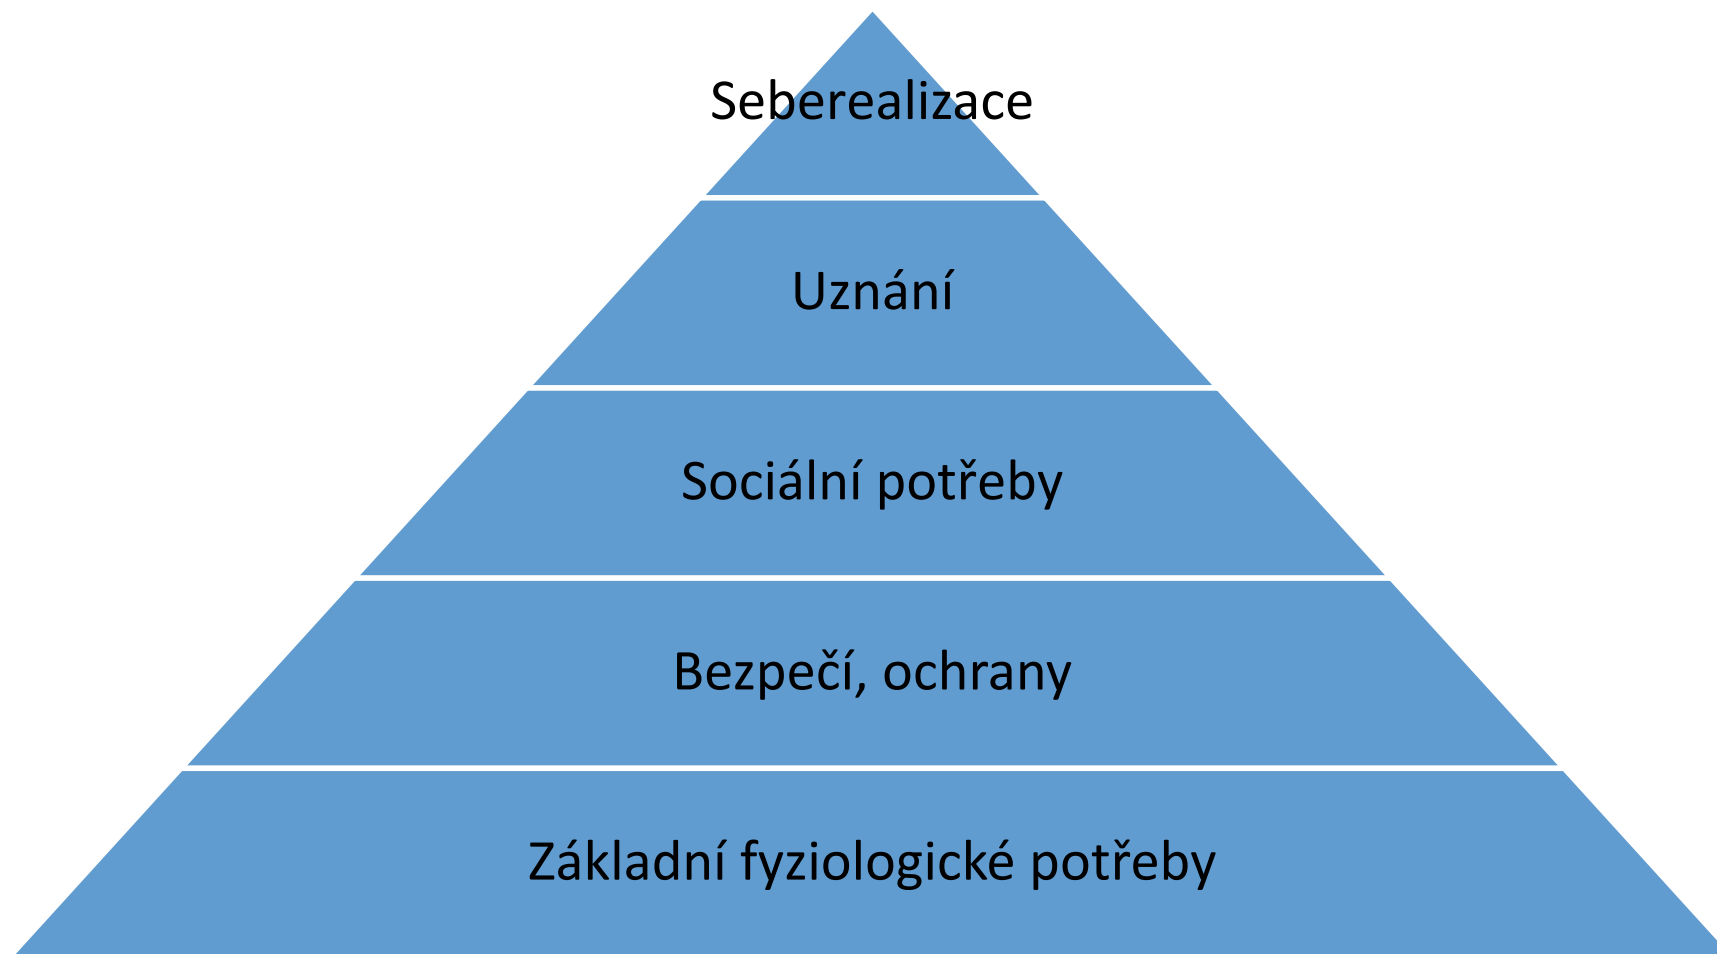 Seberealizace
Uznání
Sociální potřeby
Bezpečí, ochrany
Základní fyziologické potřeby